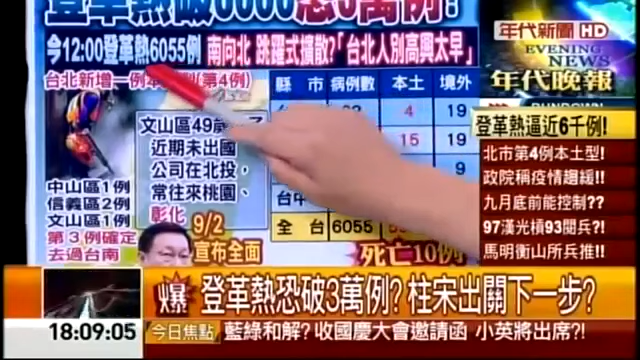 登革熱破6000恐3萬例!
今12:00登革熱6055例
南向北 跳躍式擴散?「台北人別高興太早」
台北新增一例本
(第4例)
文山區49歲
近期未出國
公司在北投,
常往來桃園、
彰化
中山區1例
信義區2例
文山區1例
第3例確定
去過台南
9/2
宣布全面
縣 市 病例數 本土 境外
4 19
15 19
台中
全 台 6055
死亡10例
年代新聞 HD
EVENING NEWS
年代晚報
RUNDOWN
登革熱逼近6千例!
北市第4例本土型!
政院稱疫情趨緩!!
九月底前能控制??
97漢光槓93閱兵?!
馬明衡山所兵推!!
爆 登革熱恐破3萬例? 柱宋出關下一步?
18:09:05
今日焦點 藍綠和解? 收國慶大會邀請函 小英將出席?!